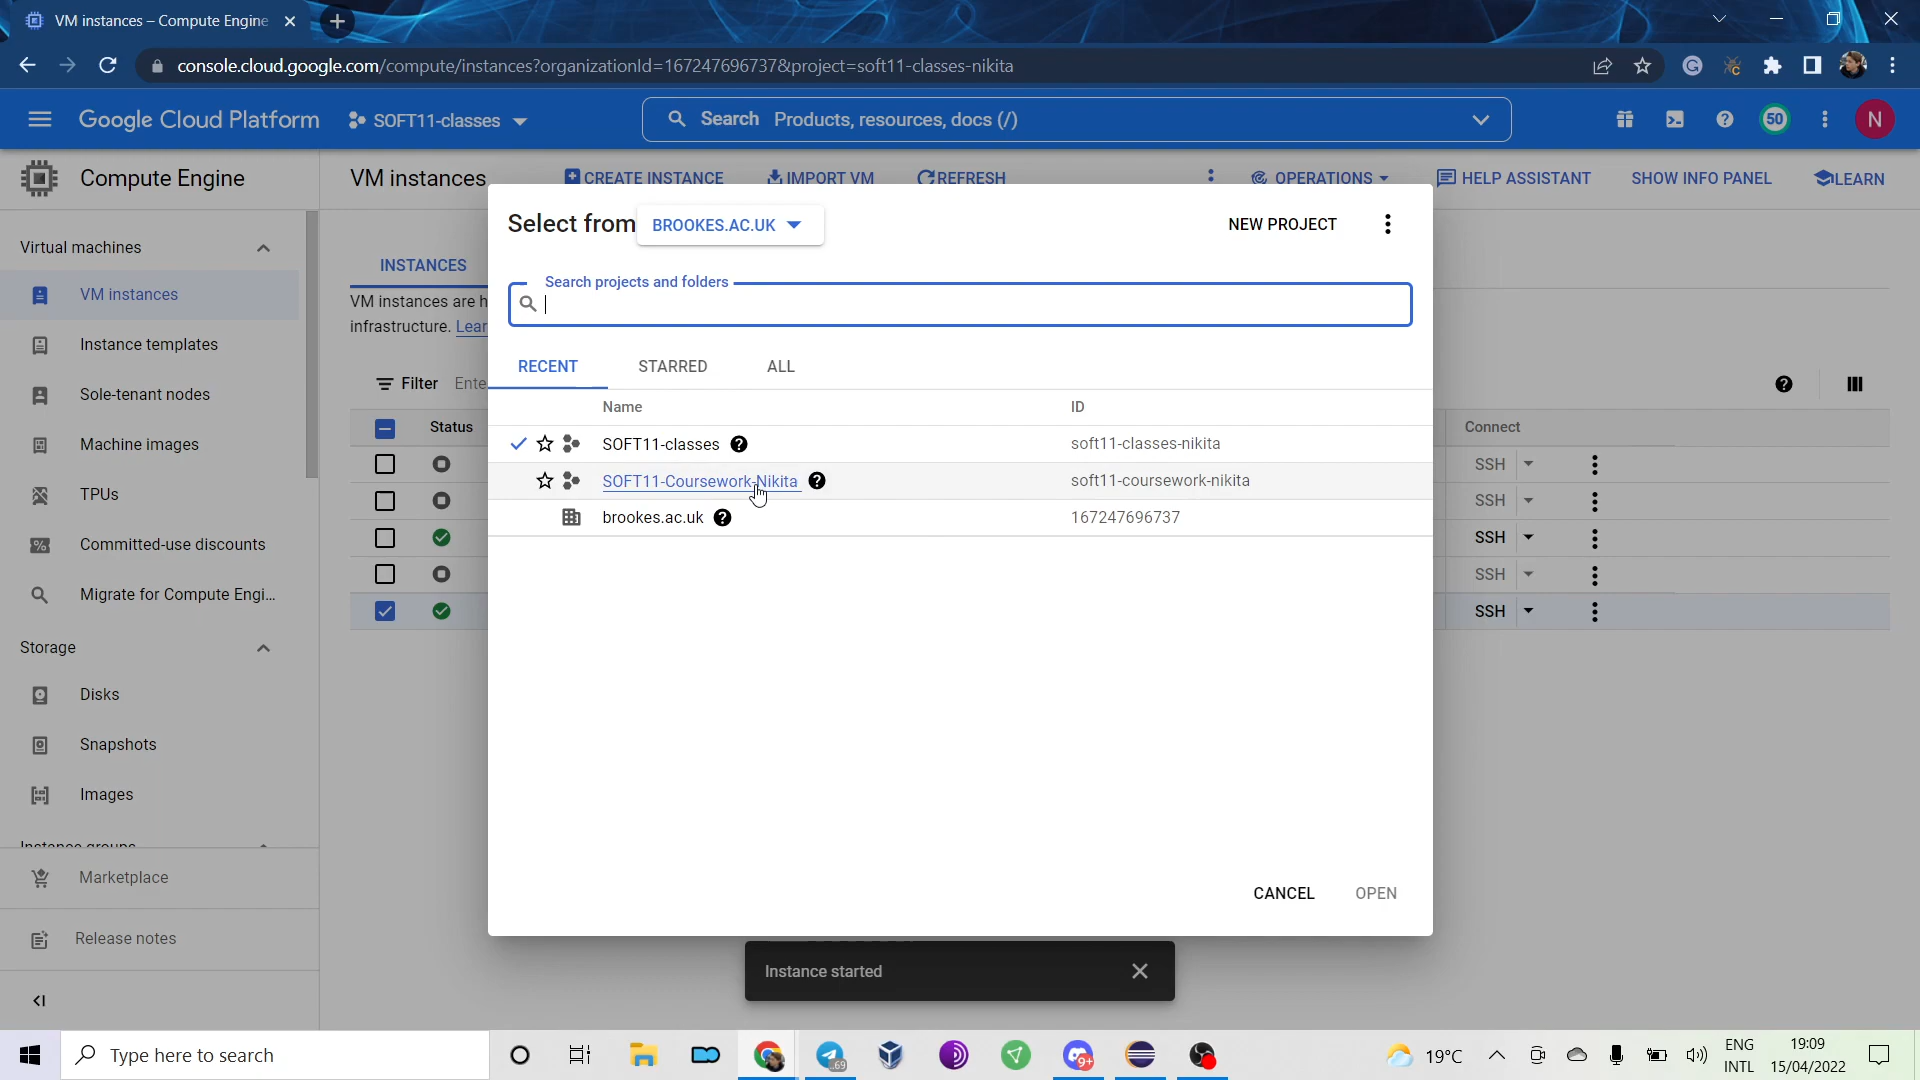 VM instances – Compute Engine
console.cloud.google.com/compute/instances?organizationId=167247696737&project=soft11-classes-nikita
Google Cloud Platform
SOFT11-classes
Search Products, resources, docs (/)
50
N
Compute Engine
VM instances
CREATE INSTANCE
IMPORT VM
REFRESH
OPERATIONS
HELP ASSISTANT
SHOW INFO PANEL
LEARN
Virtual machines
VM instances
Instance templates
Sole-tenant nodes
Machine images
TPUs
Committed-use discounts
Migrate for Compute Engi...
Storage
Disks
Snapshots
Images
Instance groups
Marketplace
Release notes
INSTANCES
VM instances are h
infrastructure. Lear
Filter Ente
Status
Connect
SSH
SSH
SSH
SSH
SSH
Select from BROOKES.AC.UK
NEW PROJECT
Search projects and folders
RECENT
STARRED
ALL
Name
ID
SOFT11-classes
soft11-classes-nikita
SOFT11-Coursework-Nikita
soft11-coursework-nikita
brookes.ac.uk
167247696737
CANCEL
OPEN
Instance started
Type here to search
69
9+
19°C
ENG
INTL
19:09
15/04/2022